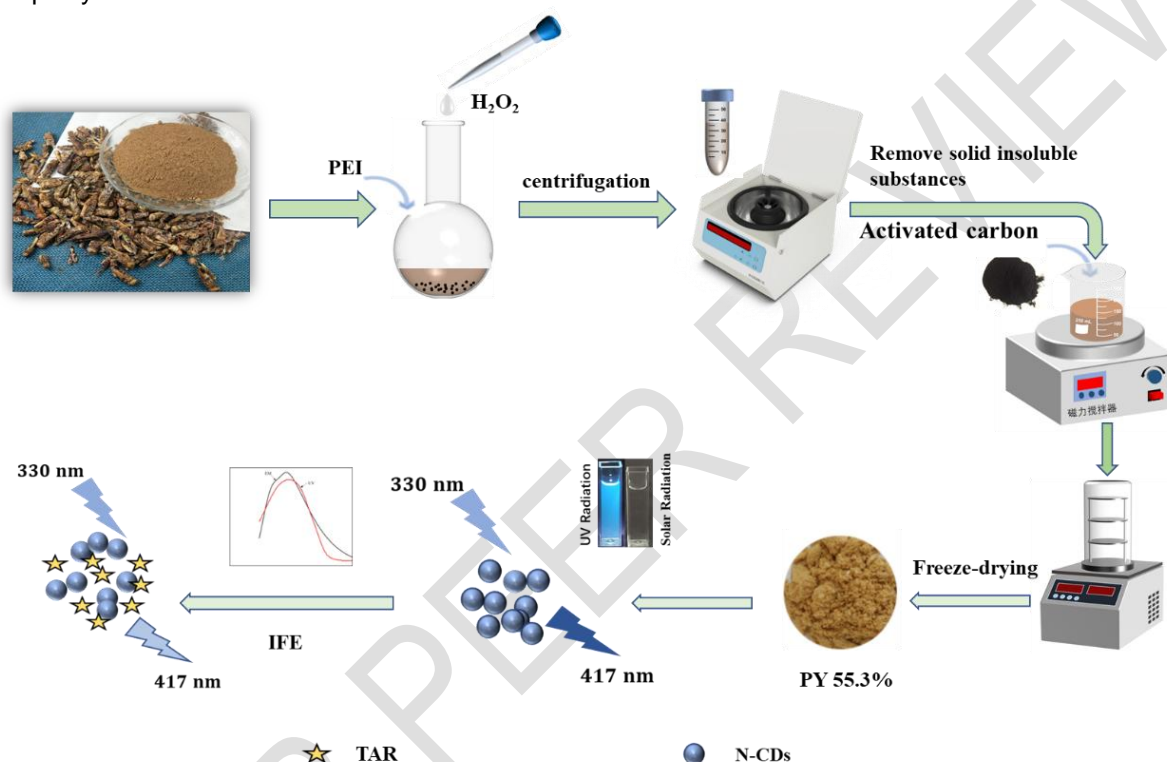 H₂O₂
PEI
centrifugation
Remove solid insoluble
substances
Activated carbon
磁力搅拌器
Freeze-drying
PY 55.3%
UV Radiation
Solar Radiation
330 nm
417 nm
IFE
330 nm
417 nm
TAR
N-CDs
PEER REVIEW